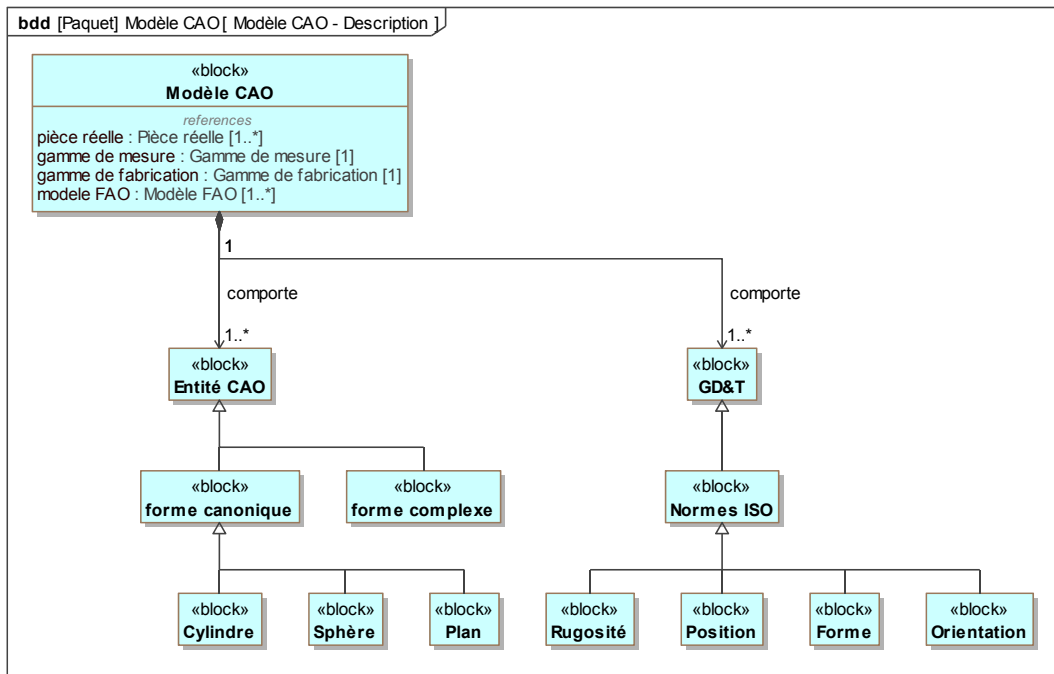 bdd [Paquet] Modèle CAO [ Modèle CAO - Description ]
«block»
Modèle CAO
references
pièce réelle : Pièce réelle [1..*]
gamme de mesure : Gamme de mesure [1]
gamme de fabrication : Gamme de fabrication [1]
modele FAO : Modèle FAO [1..*]
1
comporte
comporte
1..*
1..*
«block»
Entité CAO
«block»
GD&T
«block»
forme canonique
«block»
forme complexe
«block»
Normes ISO
«block»
Cylindre
«block»
Sphère
«block»
Plan
«block»
Rugosité
«block»
Position
«block»
Forme
«block»
Orientation